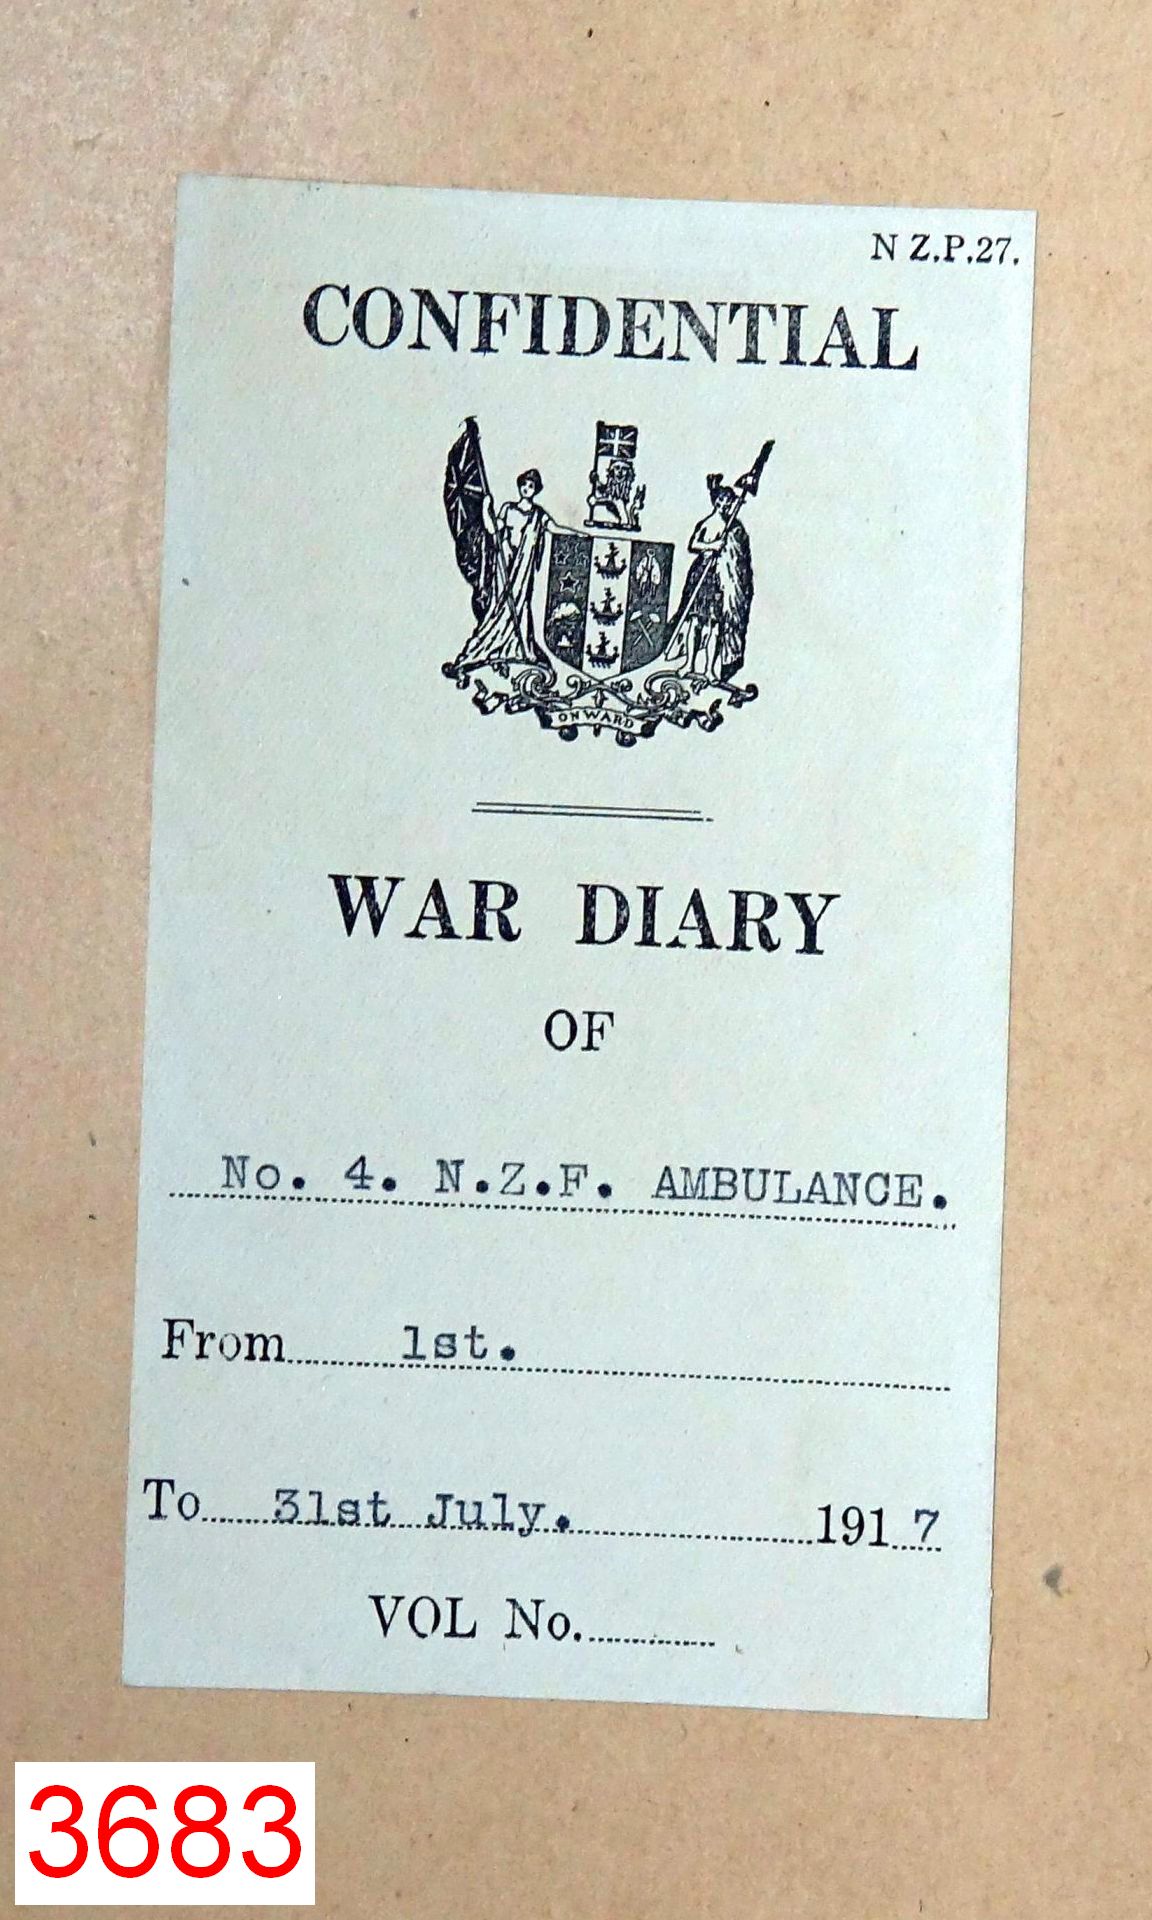 N Z.P.27.
CONFIDENTIAL
ONWARD
WAR DIARY
OF
No. 4. N.Z.F. AMBULANCE.
From 1st.
To 31st July. 1917
VOL No.
3683